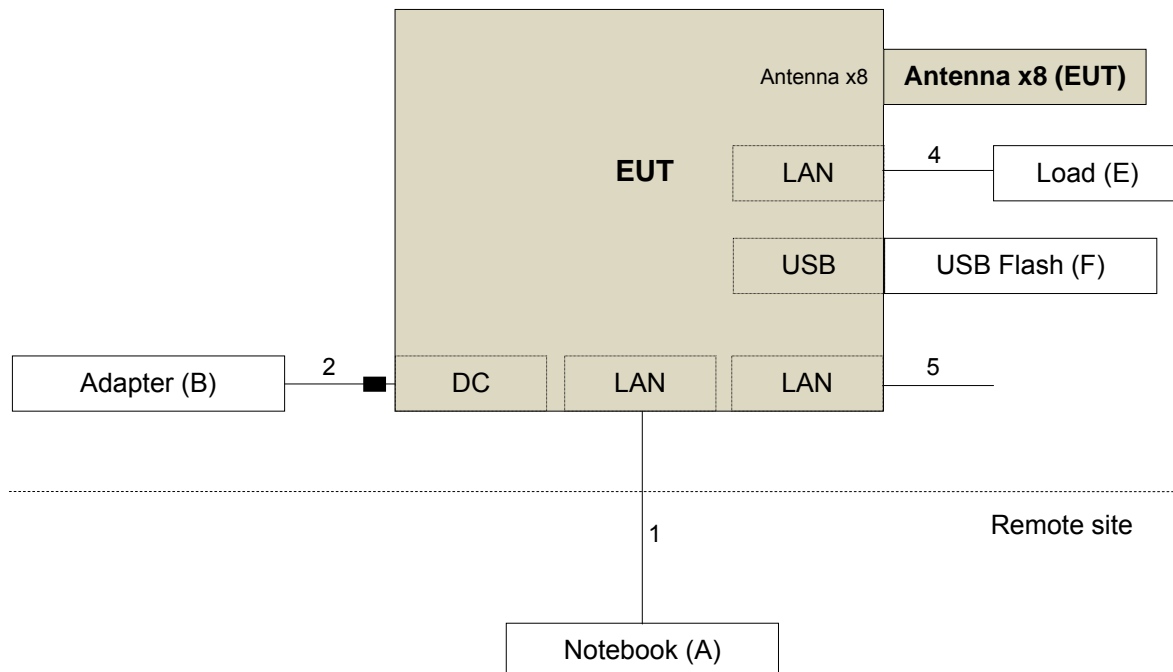 Antenna x8
Antenna x8 (EUT)
EUT
LAN
4
Load (E)
USB
USB Flash (F)
Adapter (B)
2
DC
LAN
LAN
5
1
Remote site
Notebook (A)